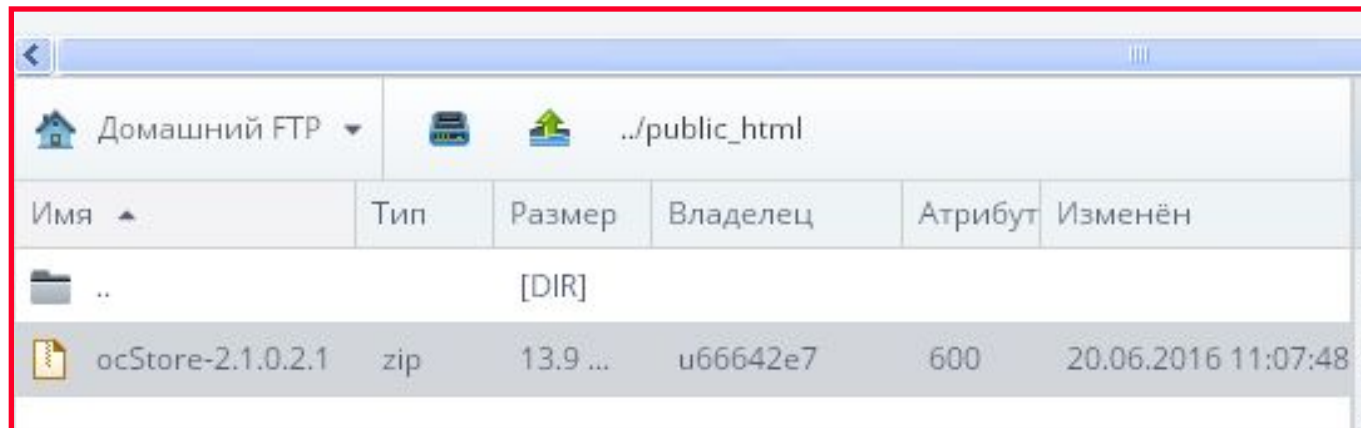 Домашний FTP ../public_html
Имя Тип Размер Владелец Атрибут Изменён
.. [DIR]
ocStore-2.1.0.2.1 zip 13.9 ... u66642e7 600 20.06.2016 11:07:48